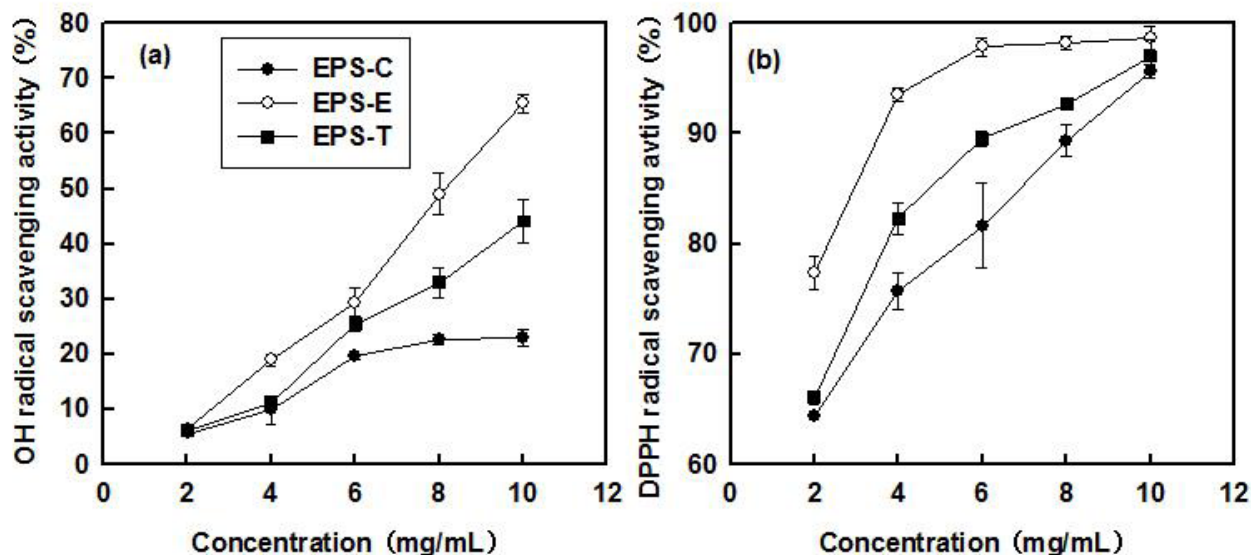 OH radical scavenging activity (%)
80
70
60
50
40
30
20
10
0
(a)
EPS-C
EPS-E
EPS-T
0 2 4 6 8 10 12
Concentration (mg/mL)
DPPH radical scavenging avtivity (%)
100
90
80
70
60
(b)
0 2 4 6 8 10 12
Concentration (mg/mL)